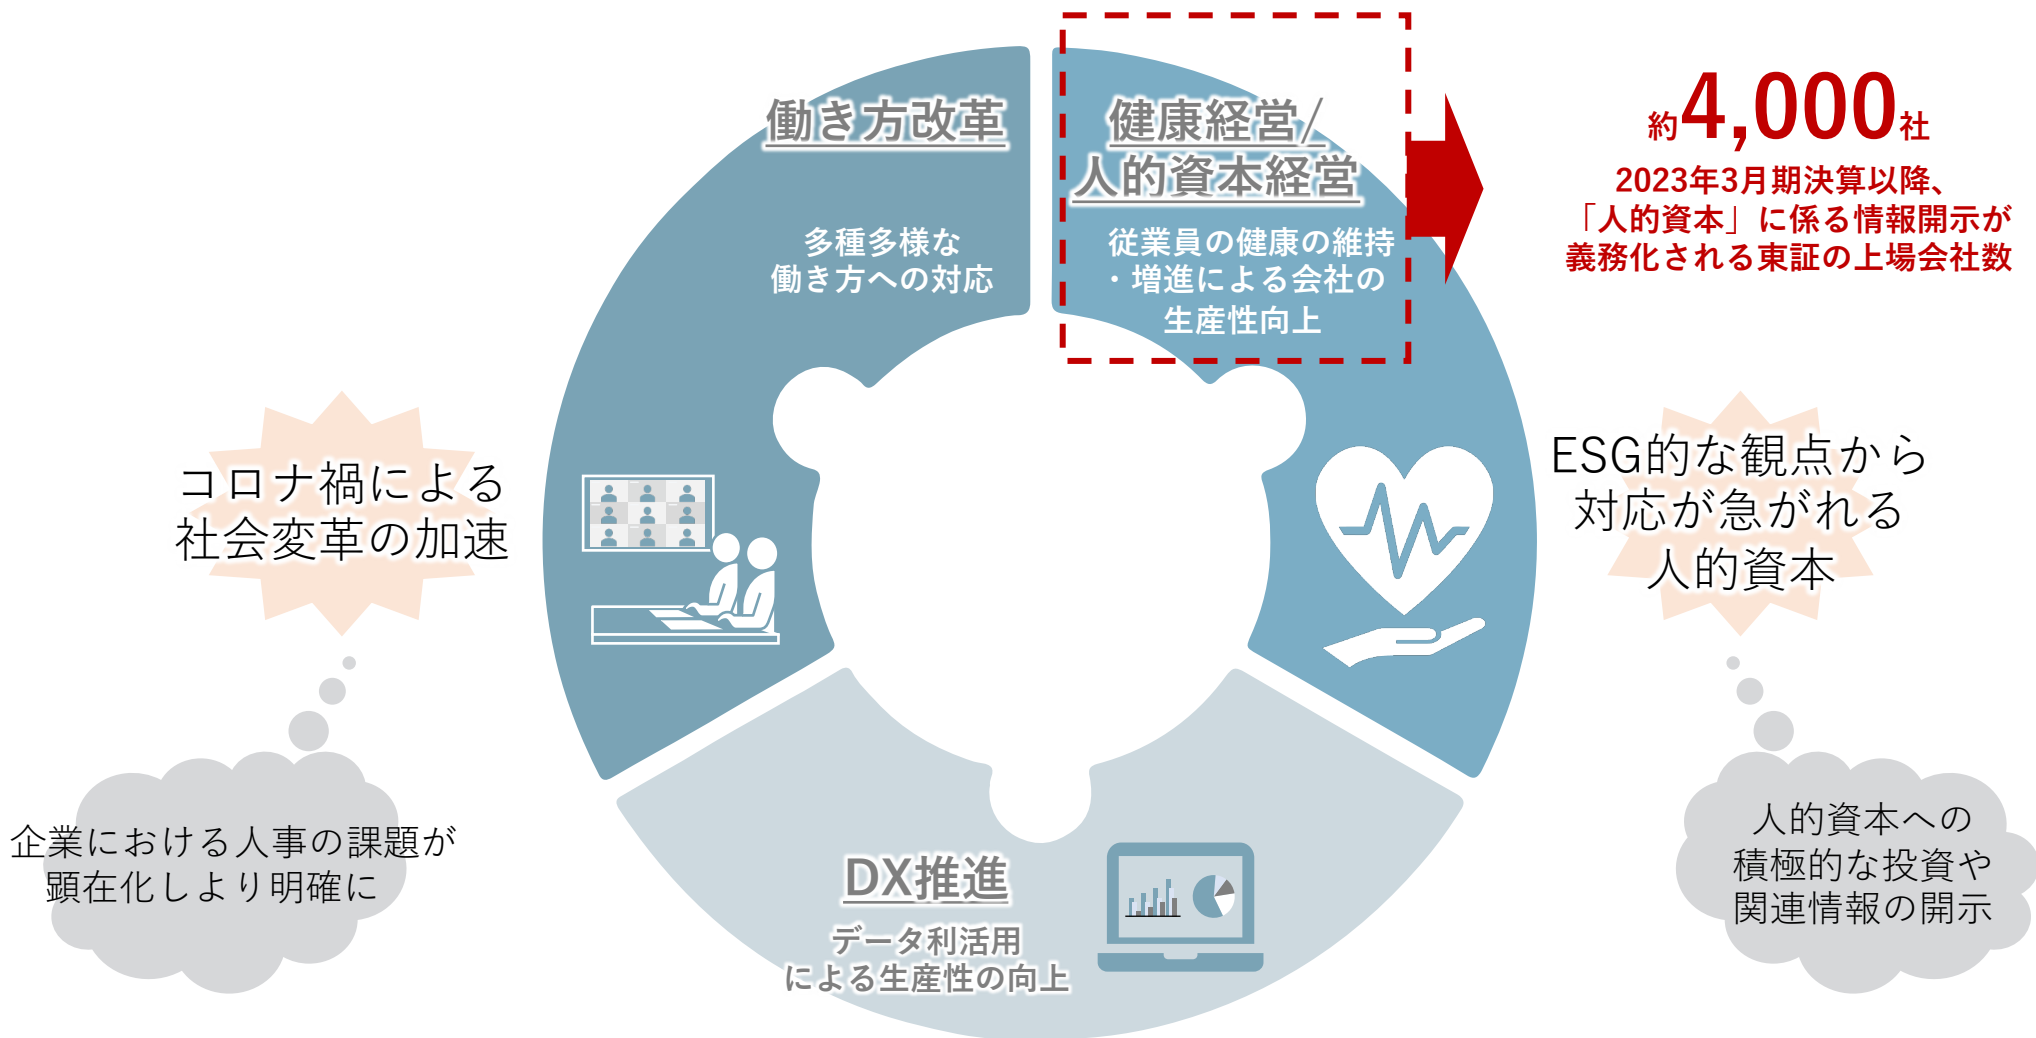 働き方改革
多種多様な
働き方への対応
健康経営/
人的資本経営
従業員の健康の維持
・増進による会社の
生産性向上
約4,000社
2023年3月期決算以降、
「人的資本」に係る情報開示が
義務化される東証の上場会社数
コロナ禍による
社会変革の加速
ESG的な観点から
対応が急がれる
人的資本
企業における人事の課題が
顕在化しより明確に
人的資本への
積極的な投資や
関連情報の開示
DX推進
データ利活用
による生産性の向上